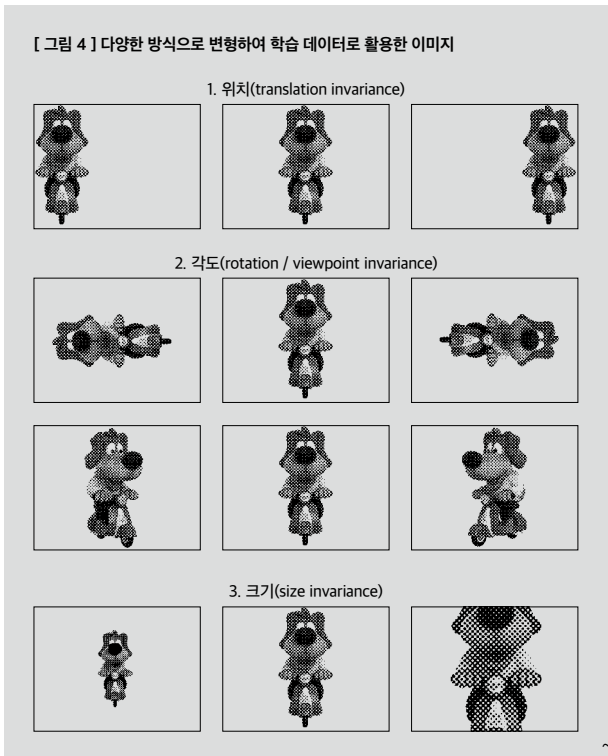 [ 그림 4 ] 다양한 방식으로 변형하여 학습 데이터로 활용한 이미지
1. 위치(translation invariance)
2. 각도(rotation / viewpoint invariance)
3. 크기(size invariance)